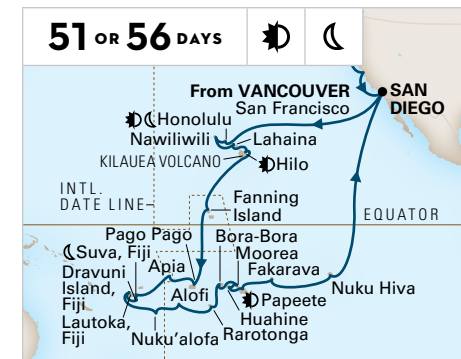 51 OR 56 DAYS
From VANCOUVER
San Francisco
SAN
DIEGO
Honolulu
Nawiliwili
Lahaina
KILAUEA VOLCANO
Hilo
INTL.
DATE LINE
Fanning
Island
EQUATOR
Pago Pago
Bora-Bora
Suva, Fiji
Moorea
Apia
Fakarava
Dravuni
Island,
Fiji
Alofi
Papeete
Nuku Hiva
Huahine
Lautoka,
Fiji
Rarotonga
Nuku'alofa